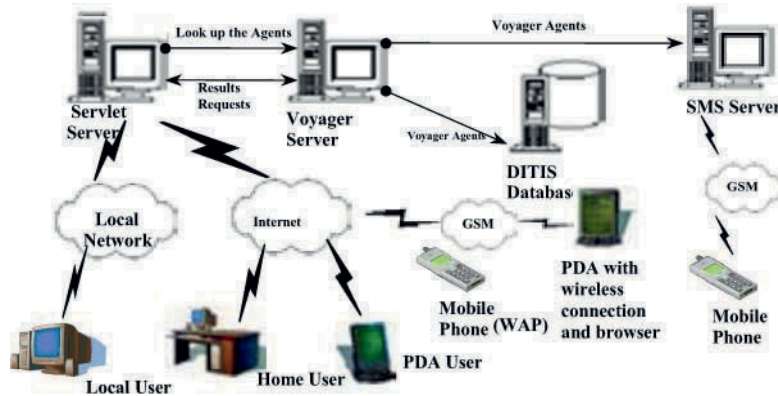 Look up the Agents
Voyager Agents
Results
Requests
Servlet
Server
Voyager
Server
Voyager Agents
SMS Server
DITIS
Database
GSM
Local
Network
Internet
GSM
PDA with
wireless
connection
and browser
Mobile
Phone (WAP)
Mobile
Phone
Local User
Home User
PDA User